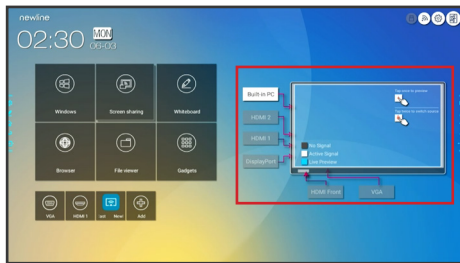 newline
02:30
MON
06-03
Windows
Screen sharing
Whiteboard
Browser
File viewer
Gadgets
VGA
HDMI 1
Add
Built-in PC
HDMI 2
HDMI 1
DisplayPort
Tap once to preview
Tap twice to switch source
No Signal
Active Signal
Live Preview
HDMI Front
VGA